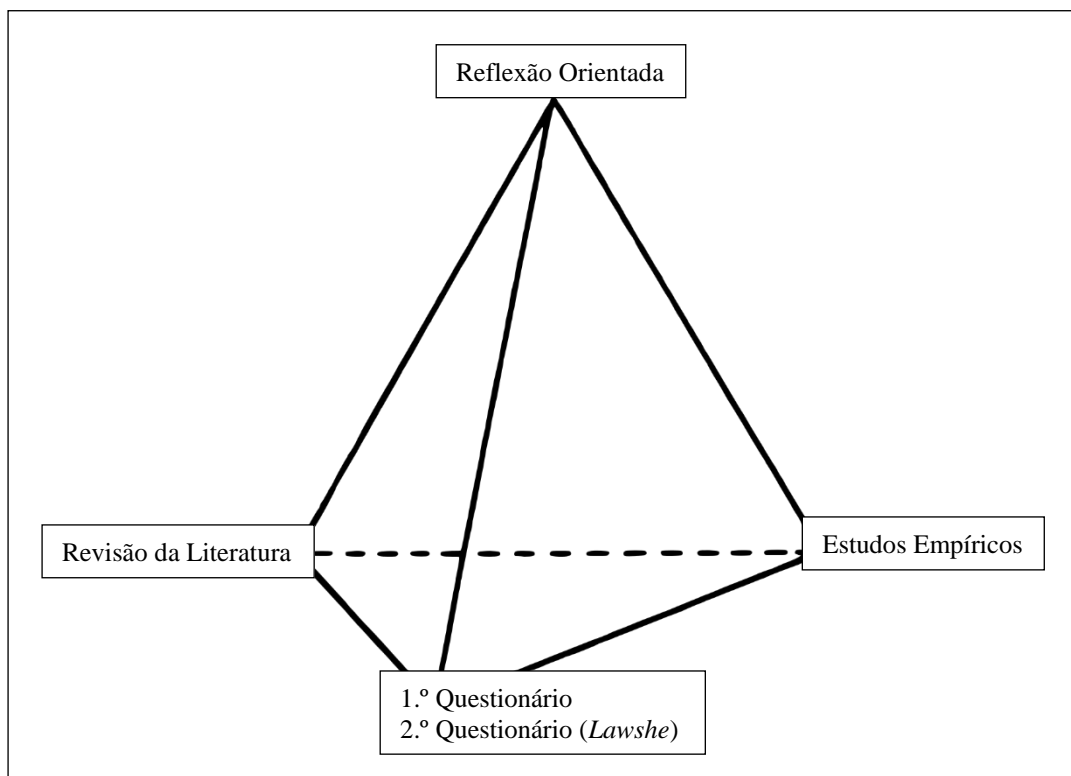 Reflexão Orientada
Revisão da Literatura
Estudos Empíricos
1.º Questionário
2.º Questionário (Lawshe)